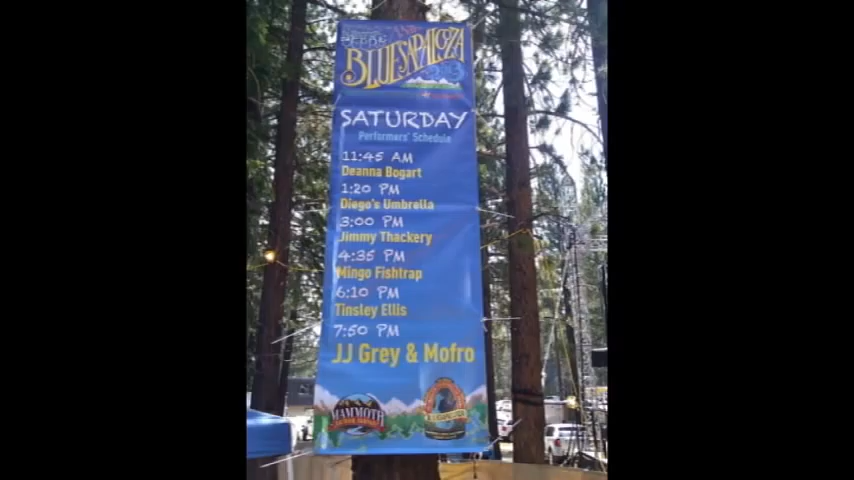 BLUESAPALOOZA
SATURDAY
Performers' Schedule
11:45 AM
Deanna Bogart
1:20 PM
Diego's Umbrella
3:00 PM
Jimmy Thackery
4:35 PM
Mingo Fishtrap
6:10 PM
Tinsley Ellis
7:50 PM
JJ Grey & Mofro
MAMMOTH